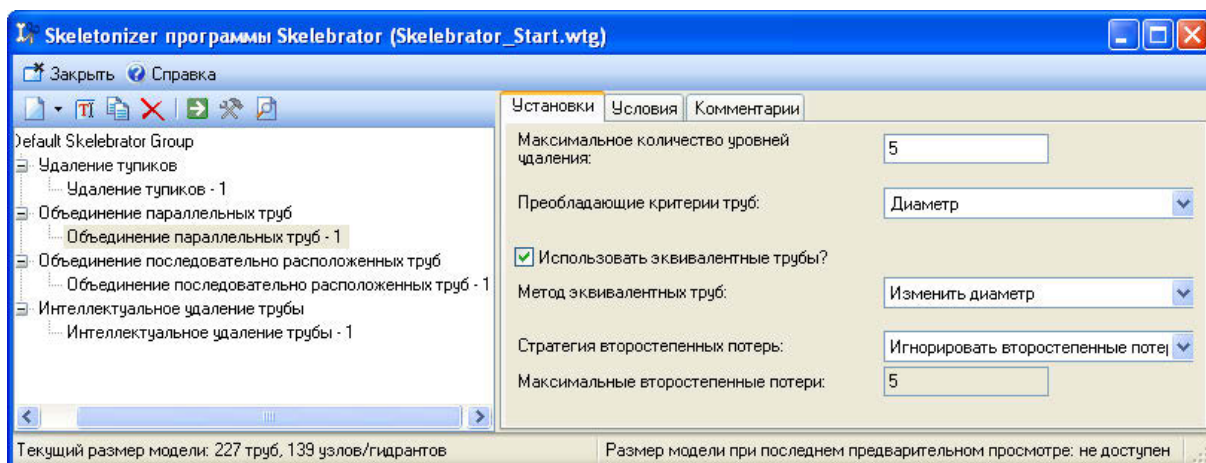 Skeletonizer программы Skelebrator (Skelebrator_Start.wtg)
Закрыть Справка
Default Skelebrator Group
Удаление тупиков
Удаление тупиков - 1
Объединение параллельных труб
Объединение параллельных труб - 1
Объединение последовательно расположенных труб
Объединение последовательно расположенных труб - 1
Интеллектуальное удаление трубы
Интеллектуальное удаление трубы - 1
Установки Условия Комментарии
Максимальное количество уровней
удаления:
5
Преобладающие критерии труб: Диаметр
Использовать эквивалентные трубы?
Метод эквивалентных труб: Изменить диаметр
Стратегия второстепенных потерь: Игнорировать второстепенные поте
Максимальные второстепенные потери: 5
Текущий размер модели: 227 труб, 139 узлов/гидрантов Размер модели при последнем предварительном просмотре: не доступен